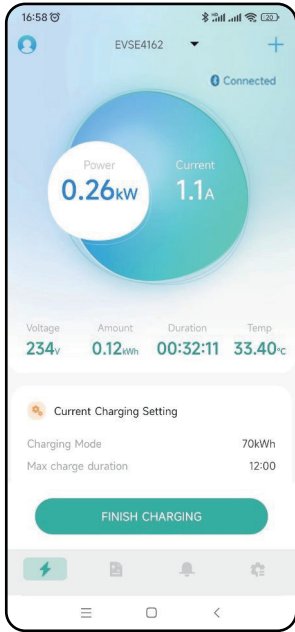 16:58 20
EVSE4162
Connected
Power Current
0.26kW 1.1A
Voltage Amount Duration Temp
234V 0.12kWh 00:32:11 33.40°C
Current Charging Setting
Charging Mode 70kWh
Max charge duration 12:00
FINISH CHARGING